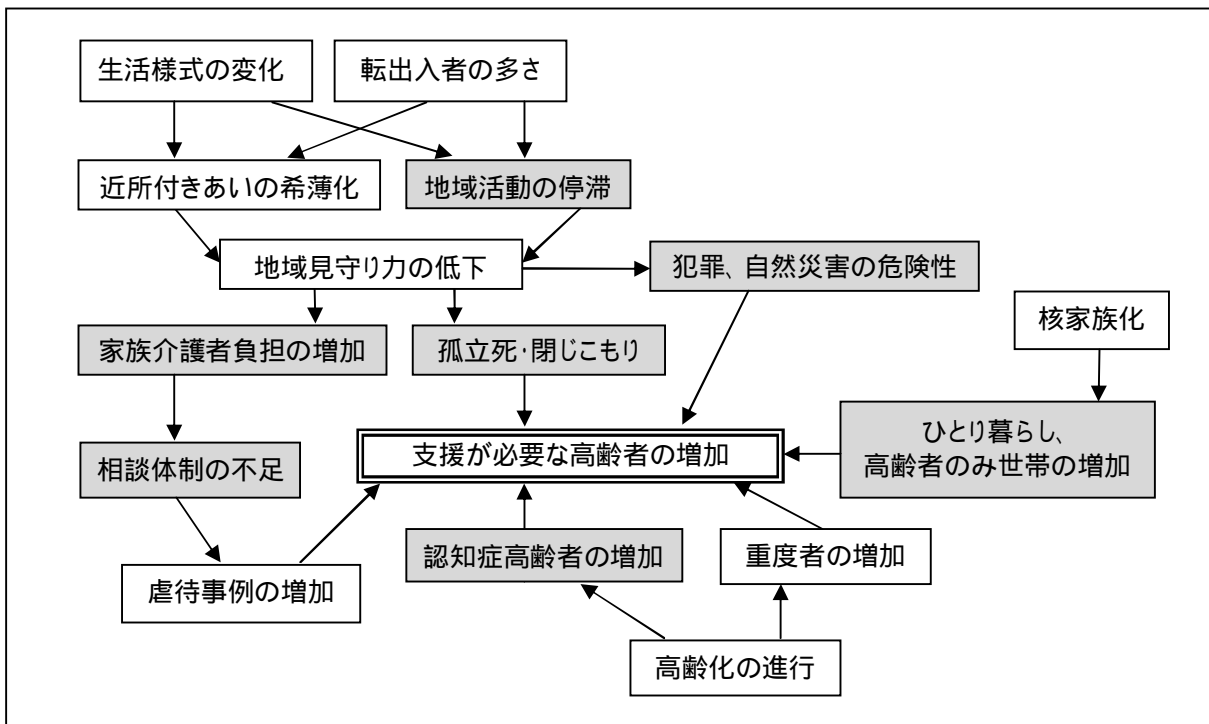 生活様式の変化
転出入者の多さ
近所付きあいの希薄化
地域活動の停滞
地域見守り力の低下
犯罪、自然災害の危険性
核家族化
家族介護者負担の増加
孤立死・閉じこもり
ひとり暮らし、
高齢者のみ世帯の増加
支援が必要な高齢者の増加
相談体制の不足
認知症高齢者の増加
重度者の増加
虐待事例の増加
高齢化の進行